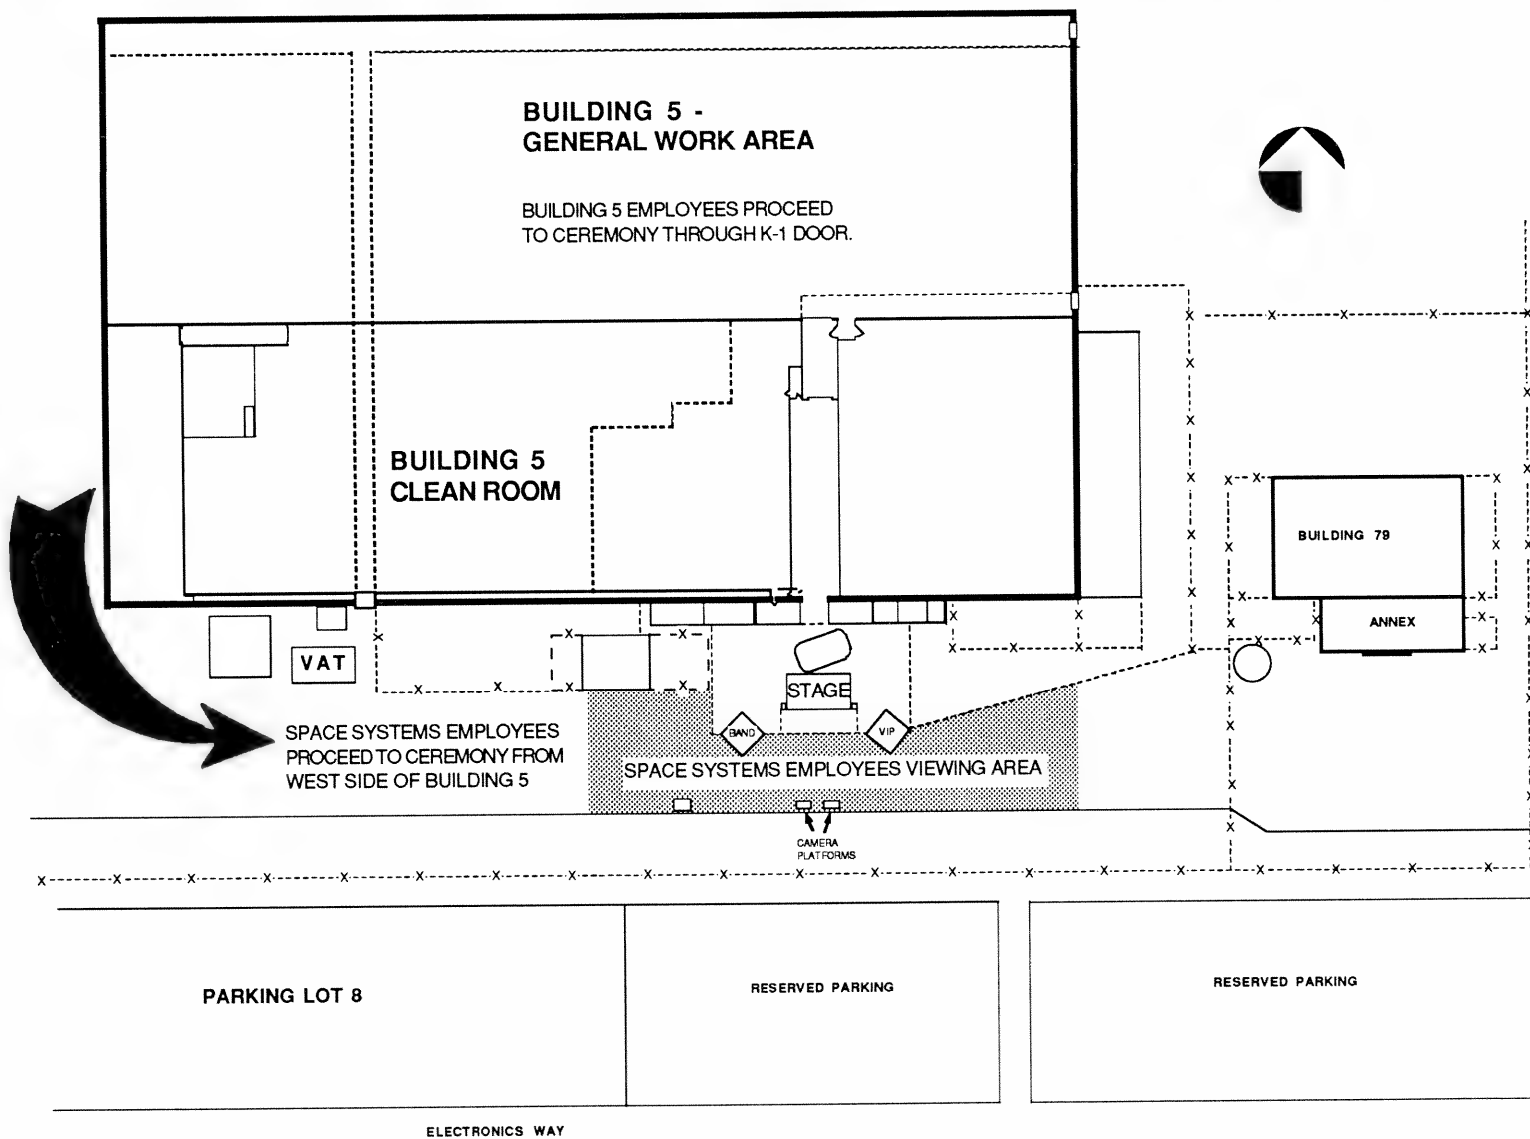 BUILDING 5 -
GENERAL WORK AREA
BUILDING 5 EMPLOYEES PROCEED
TO CEREMONY THROUGH K-1 DOOR.
BUILDING 5
CLEAN ROOM
BUILDING 79
ANNEX
VAT
STAGE
BAND
VIP
SPACE SYSTEMS EMPLOYEES
PROCEED TO CEREMONY FROM
WEST SIDE OF BUILDING 5
SPACE SYSTEMS EMPLOYEES VIEWING AREA
CAMERA
PLATFORMS
PARKING LOT 8
RESERVED PARKING
RESERVED PARKING
ELECTRONICS WAY